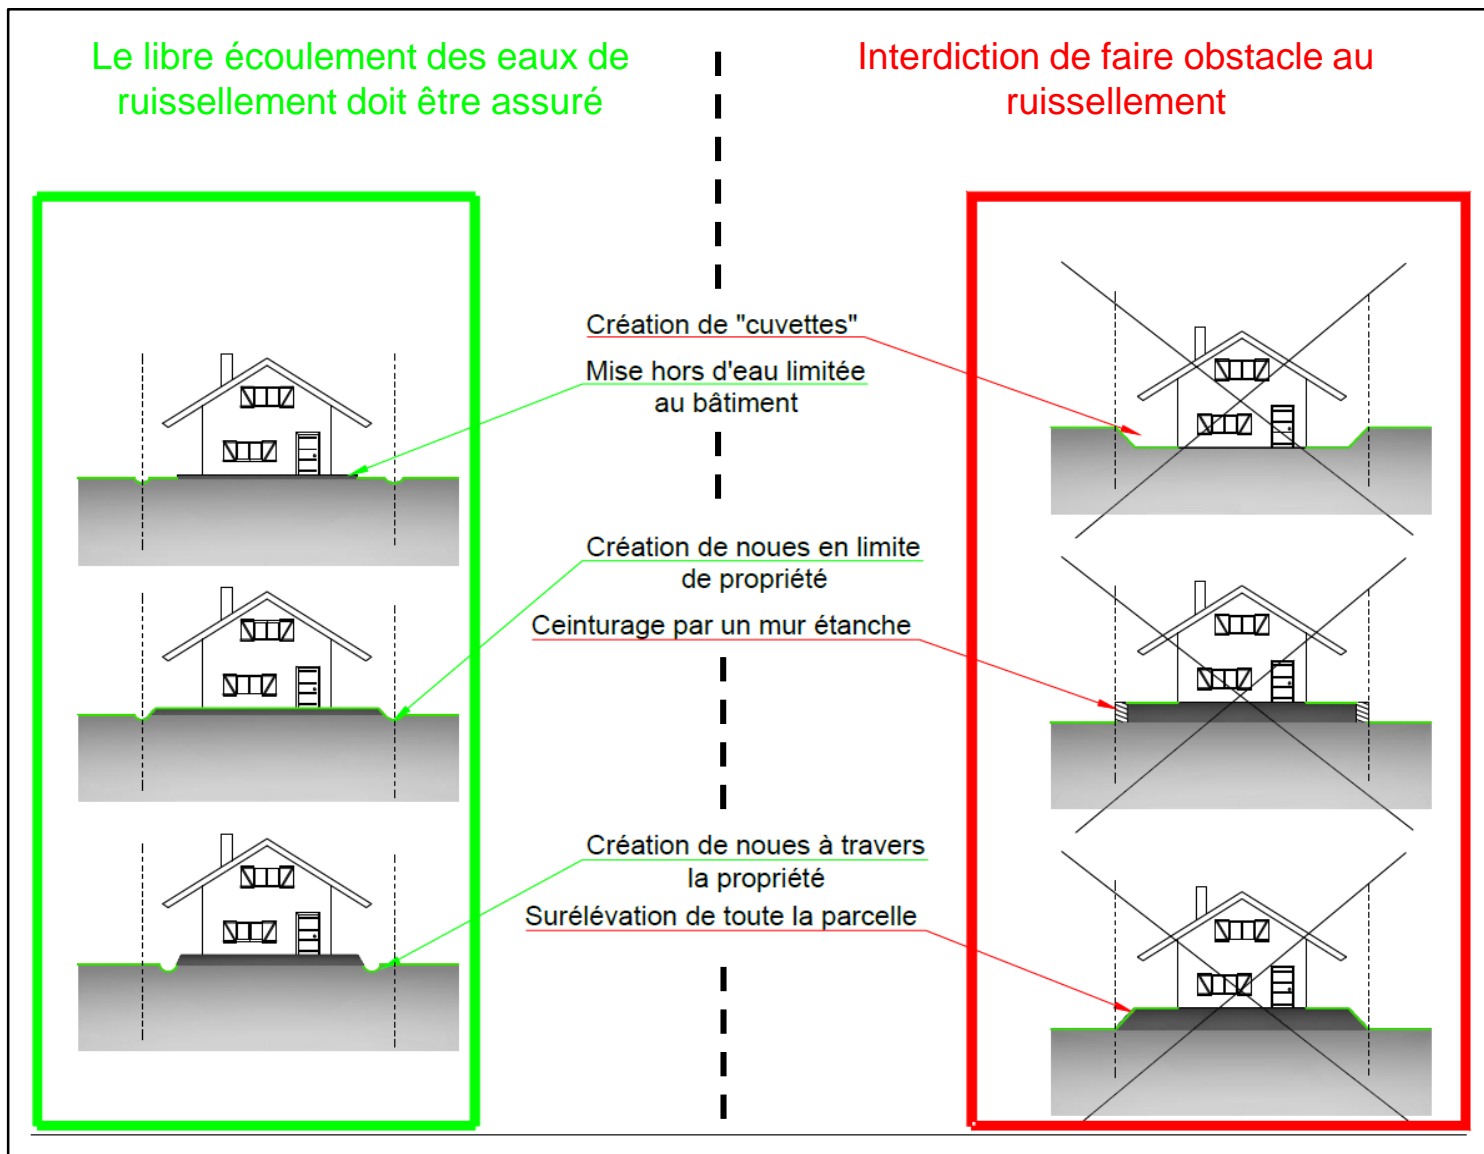 Le libre écoulement des eaux de
ruissellement doit être assuré
Interdiction de faire obstacle au
ruissellement
Création de "cuvettes"
Mise hors d'eau limitée
au bâtiment
Création de noues en limite
de propriété
Ceinturage par un mur étanche
Création de noues à travers
la propriété
Surélévation de toute la parcelle